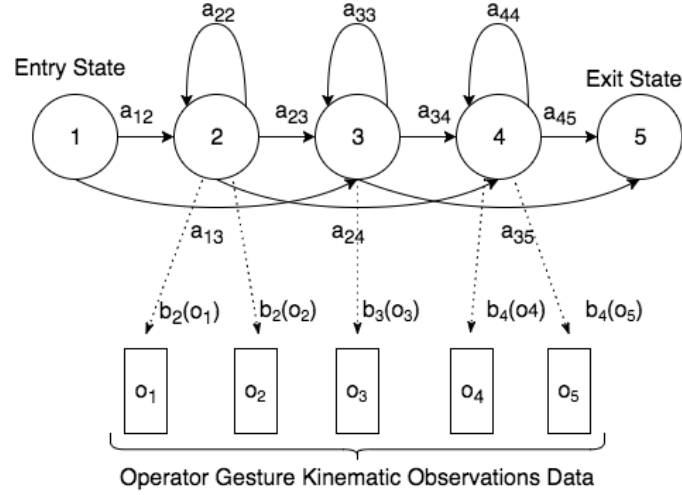 a₂₂ a₃₃ a₄₄
Entry State Exit State
a₁₂ a₂₃ a₃₄ a₄₅
1 2 3 4 5
a₁₃ a₂₄ a₃₅
b₂(o₁) b₂(o₂) b₃(o₃) b₄(o4) b₄(o₅)
o₁ o₂ o₃ o₄ o₅
Operator Gesture Kinematic Observations Data